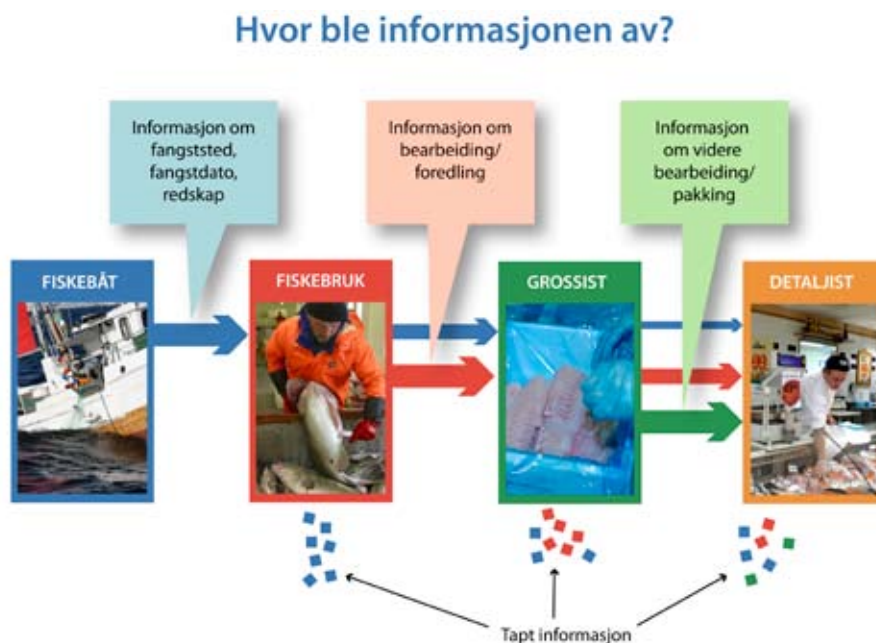 Hvor ble informasjonen av?
Informasjon om
fangststed,
fangstdato,
redskap
Informasjon om
bearbeiding/
foredling
Informasjon
om videre
bearbeiding/
pakking
FISKEBÅT
FISKEBRUK
GROSSIST
DETALJIST
Tapt informasjon